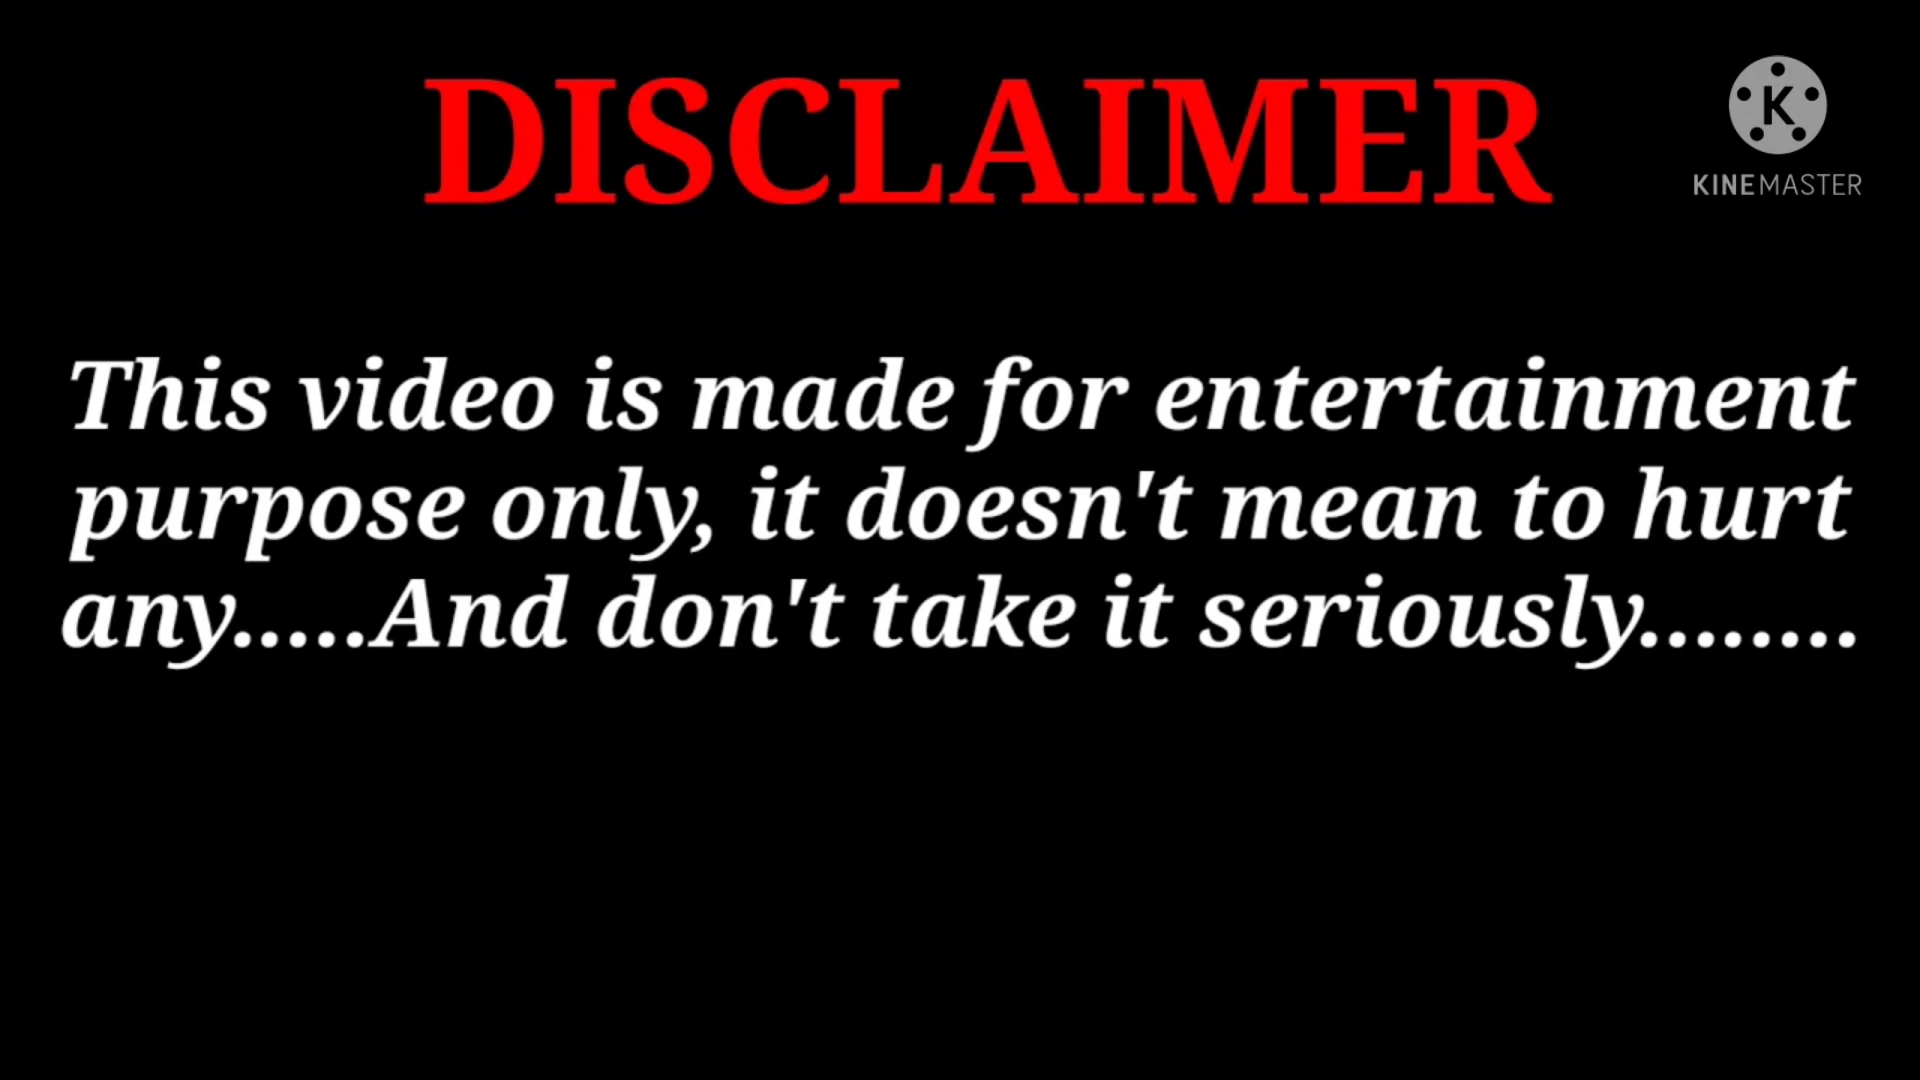 DISCLAIMER
K
KINEMASTER
This video is made for entertainment
purpose only, it doesn't mean to hurt
any.....And don't take it seriously........